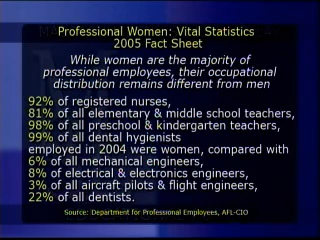 Professional Women: Vital Statistics
2005 Fact Sheet
While women are the majority of
professional employees, their occupational
distribution remains different from men
92% of registered nurses,
81% of all elementary & middle school teachers,
98% of all preschool & kindergarten teachers,
99% of all dental hygienists
employed in 2004 were women, compared with
6% of all mechanical engineers,
8% of electrical & electronics engineers,
3% of all aircraft pilots & flight engineers,
22% of all dentists.
Source: Department for Professional Employees, AFL-CIO